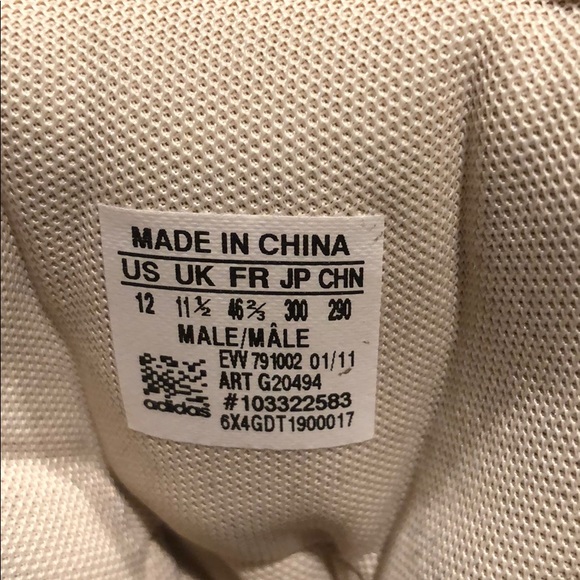 MADE IN CHINA
US UK FR JP CHN
12 11½ 46⅔ 300 290
MALE/MÂLE
EVV 791002 01/11
ART G20494
adidas #103322583
6X4GDT1900017